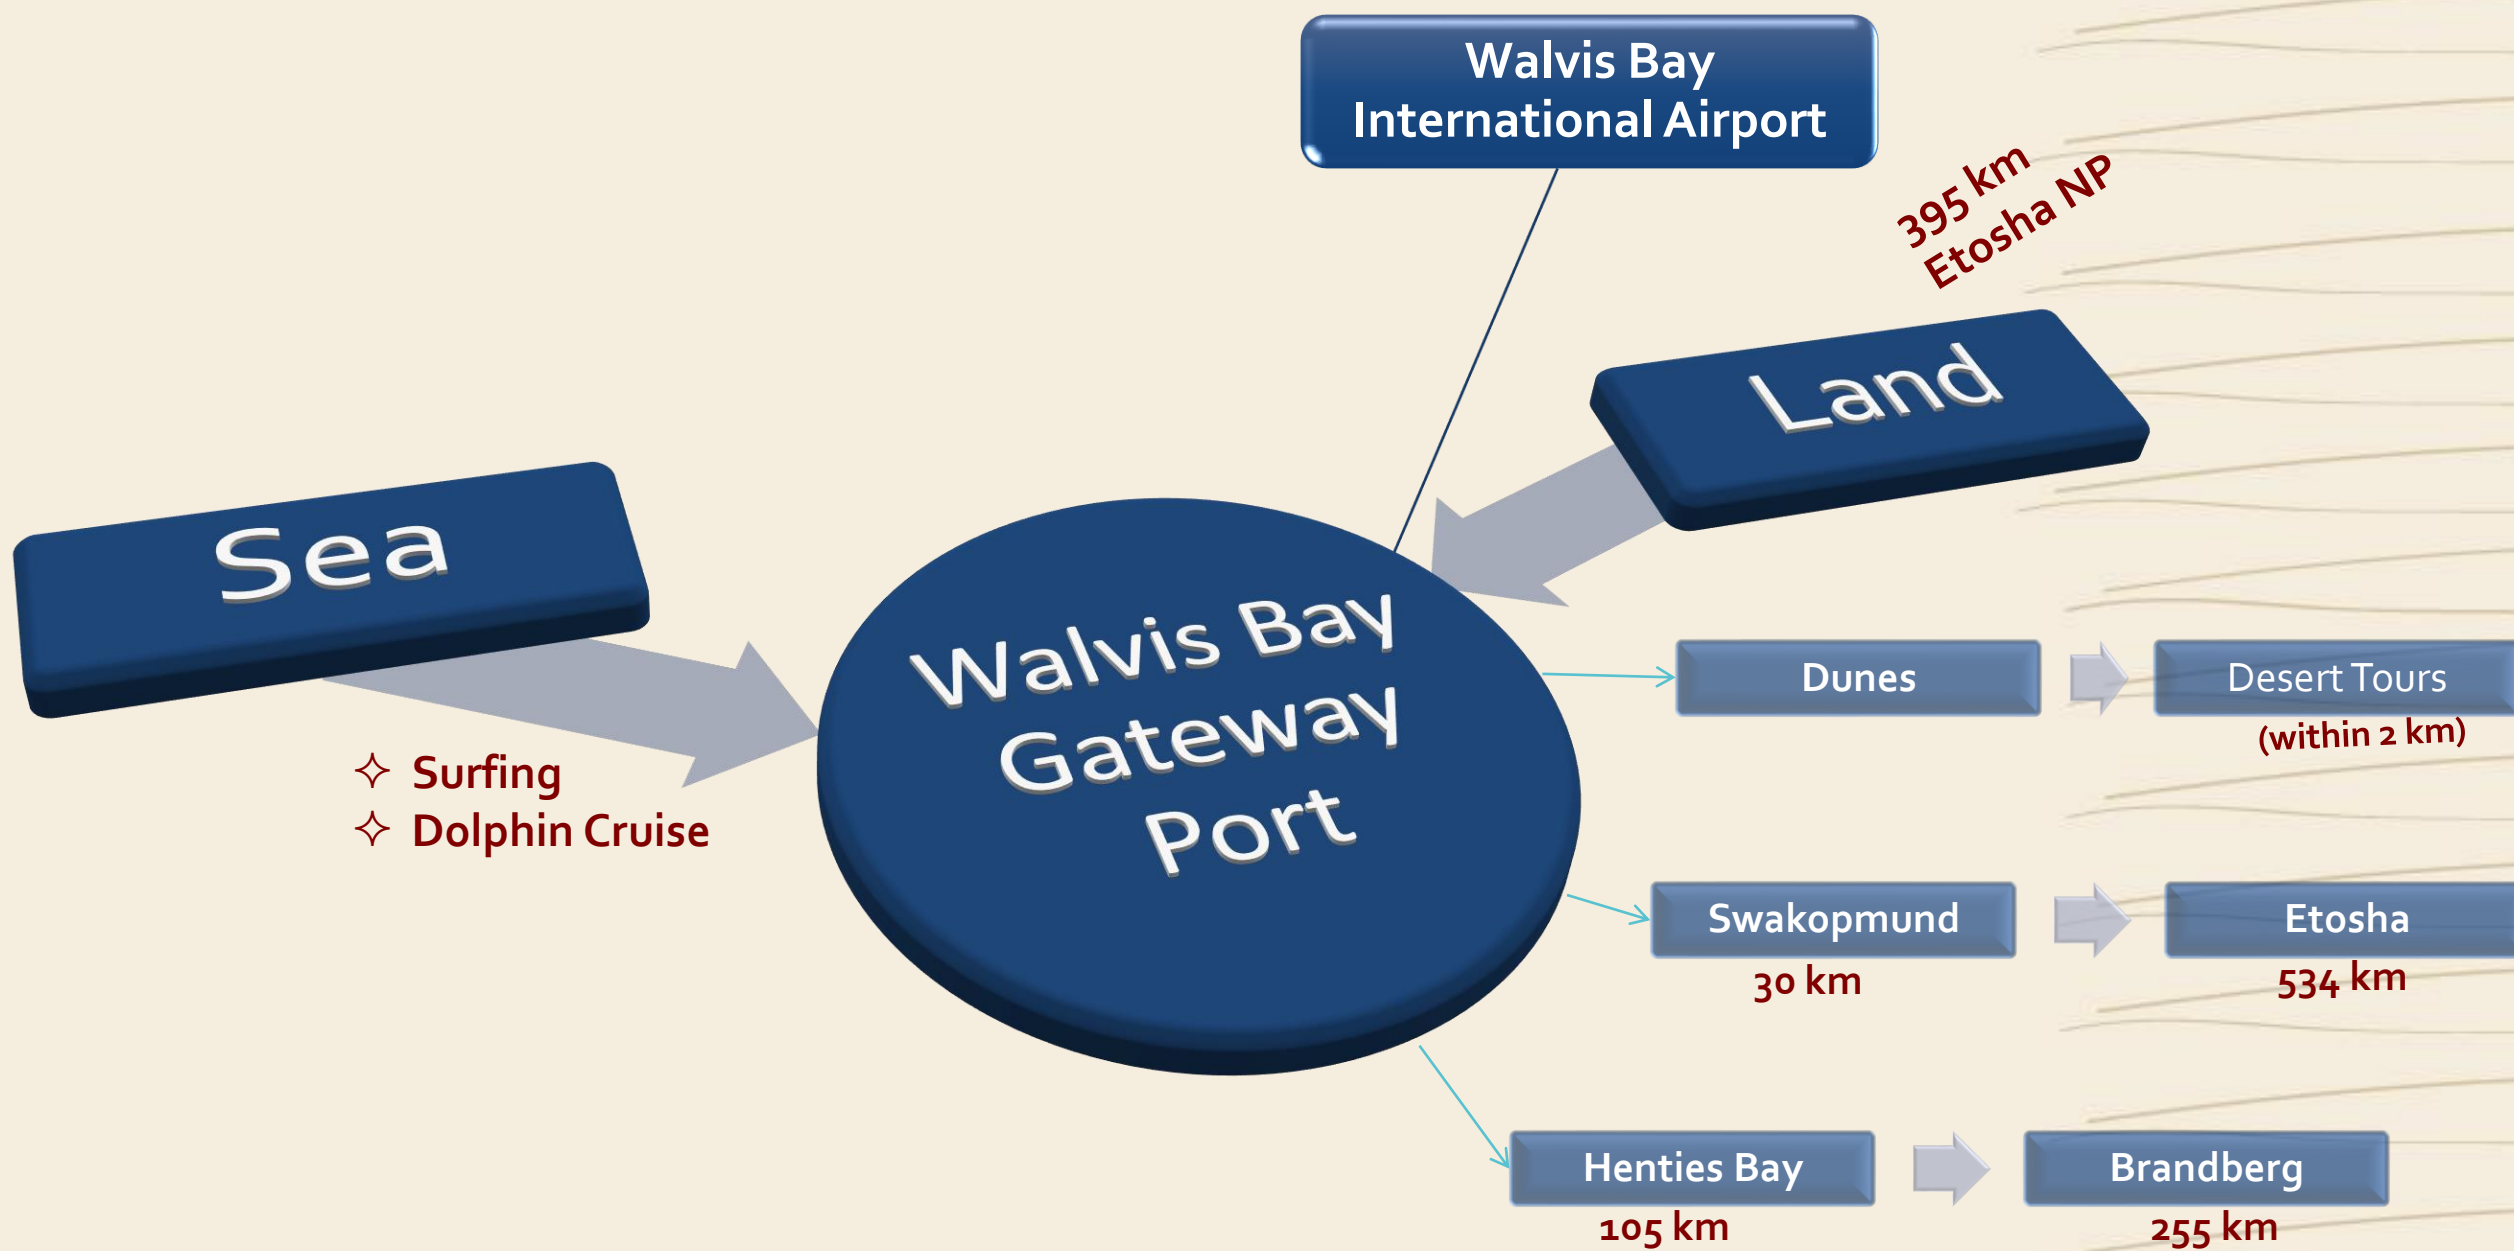 Walvis Bay
International Airport
395 km
Etosha NP
Land
Sea
Surfing
Dolphin Cruise
Walvis Bay
Gateway
Port
Dunes
Desert Tours
(within 2 km)
Swakopmund
Etosha
30 km
534 km
Henties Bay
Brandberg
105 km
255 km